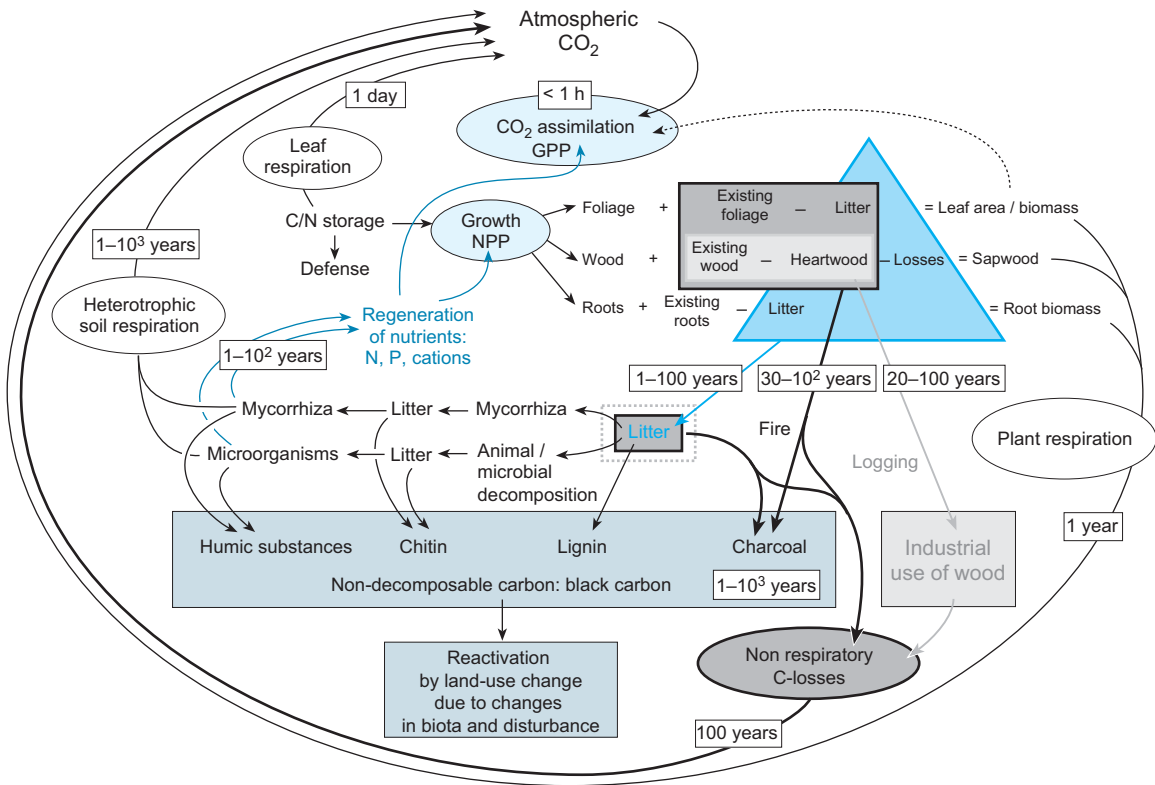 Atmospheric
CO₂
1 day
< 1 h
CO₂ assimilation
GPP
Leaf
respiration
C/N storage
Defense
Growth
NPP
Foliage + Existing foliage – Litter = Leaf area / biomass
Wood + Existing wood – Heartwood – Losses = Sapwood
Roots + Existing roots – Litter = Root biomass
1–10³ years
Heterotrophic
soil respiration
Regeneration
of nutrients:
N, P, cations
1–10² years
1–100 years
30–10² years
20–100 years
Mycorrhiza
Litter
Mycorrhiza
Litter
Fire
Plant respiration
Microorganisms
Litter
Animal /
microbial
decomposition
Logging
Humic substances
Chitin
Lignin
Charcoal
Non-decomposable carbon: black carbon
1–10³ years
1 year
Industrial
use of wood
Reactivation
by land-use change
due to changes
in biota and disturbance
Non respiratory
C-losses
100 years